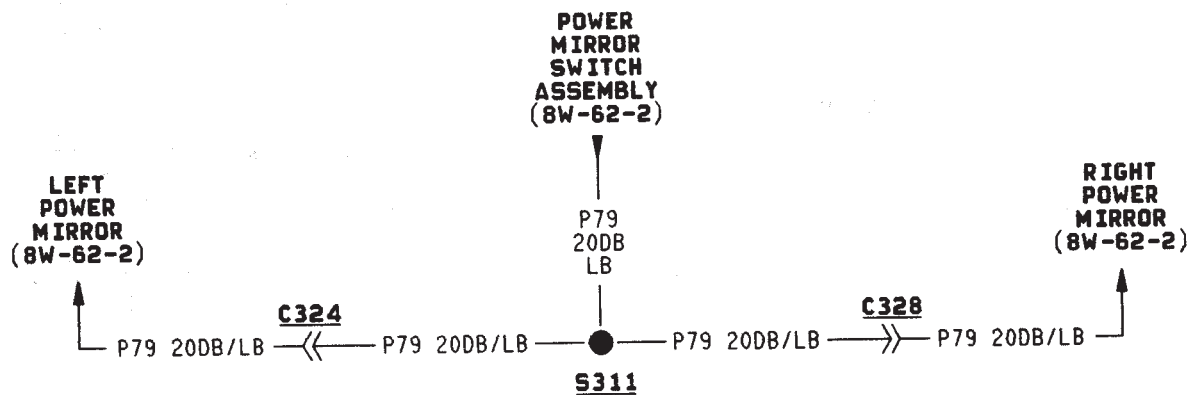 POWER
MIRROR
SWITCH
ASSEMBLY
(8W-62-2)
LEFT
POWER
MIRROR
(8W-62-2)
RIGHT
POWER
MIRROR
(8W-62-2)
P79
20DB
LB
C324
C328
P79 20DB/LB
P79 20DB/LB
P79 20DB/LB
P79 20DB/LB
S311